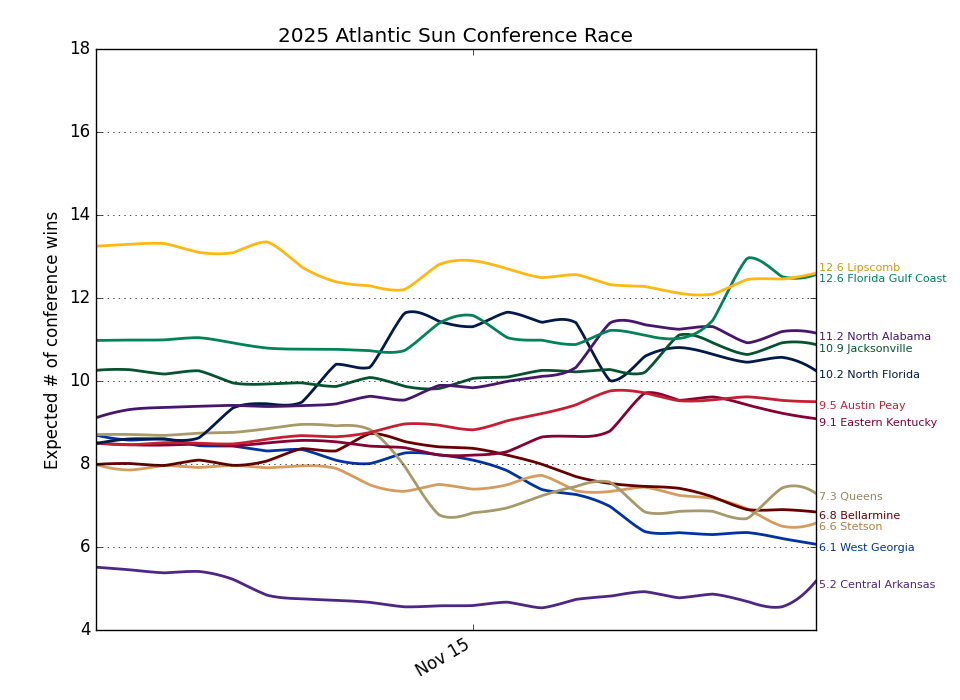 2025 Atlantic Sun Conference Race
Expected # of conference wins
18
16
14
12
10
8
6
4
Nov 15
12.6 Lipscomb
12.6 Florida Gulf Coast
11.2 North Alabama
10.9 Jacksonville
10.2 North Florida
9.5 Austin Peay
9.1 Eastern Kentucky
7.3 Queens
6.8 Bellarmine
6.6 Stetson
6.1 West Georgia
5.2 Central Arkansas